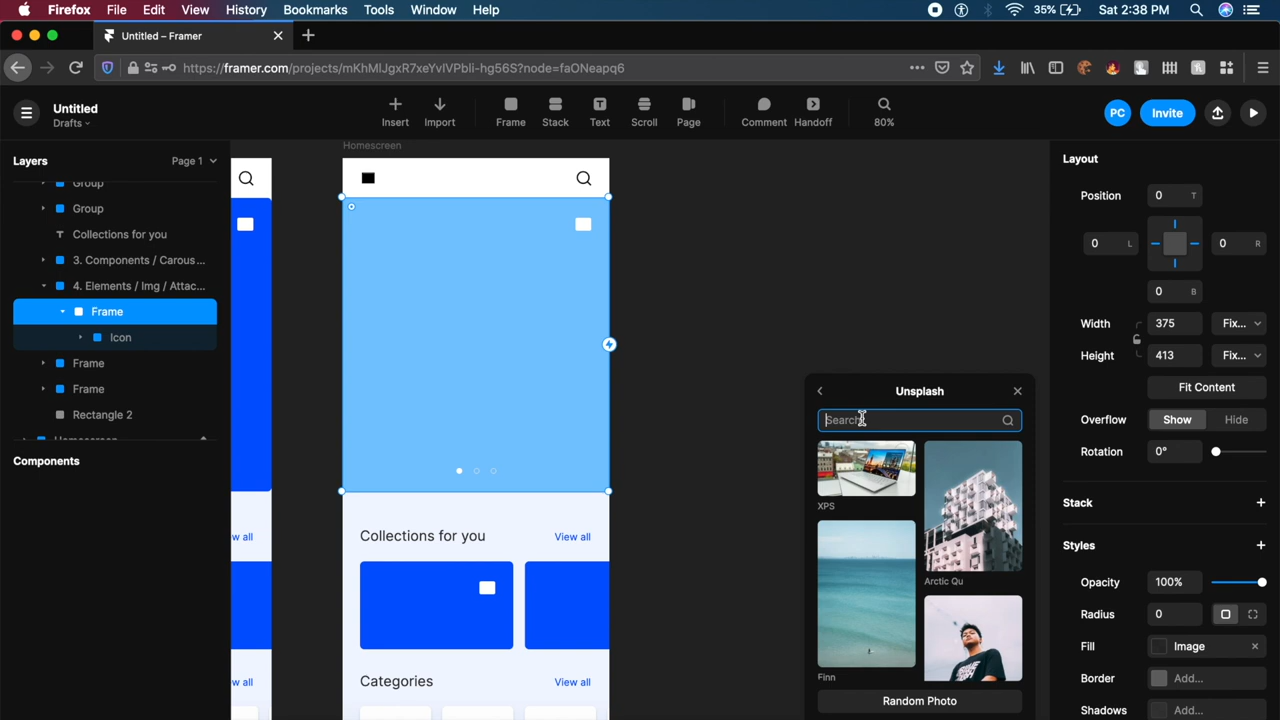 Firefox File Edit View History Bookmarks Tools Window Help 35% Sat 2:38 PM
Untitled – Framer
https://framer.com/projects/mKhMIJgxR7xeYvIVPbli-hg56S?node=faONeapq6
Untitled
Drafts
Insert Import Frame Stack Text Scroll Page Comment Handoff 80%
PC Invite
Layers Page 1
Group
Group
Collections for you
3. Components / Carous...
4. Elements / Img / Attac...
Frame
Icon
Frame
Frame
Rectangle 2
Components
Homescreen
w all
w all
Collections for you View all
Categories View all
Unsplash
Search
XPS
Arctic Qu
Finn
Random Photo
Layout
Position 0 T
0 L 0 R
0 B
Width 375 Fix...
Height 413 Fix...
Fit Content
Overflow Show Hide
Rotation 0°
Stack
Styles
Opacity 100%
Radius 0
Fill Image
Border Add...
Shadows Add...